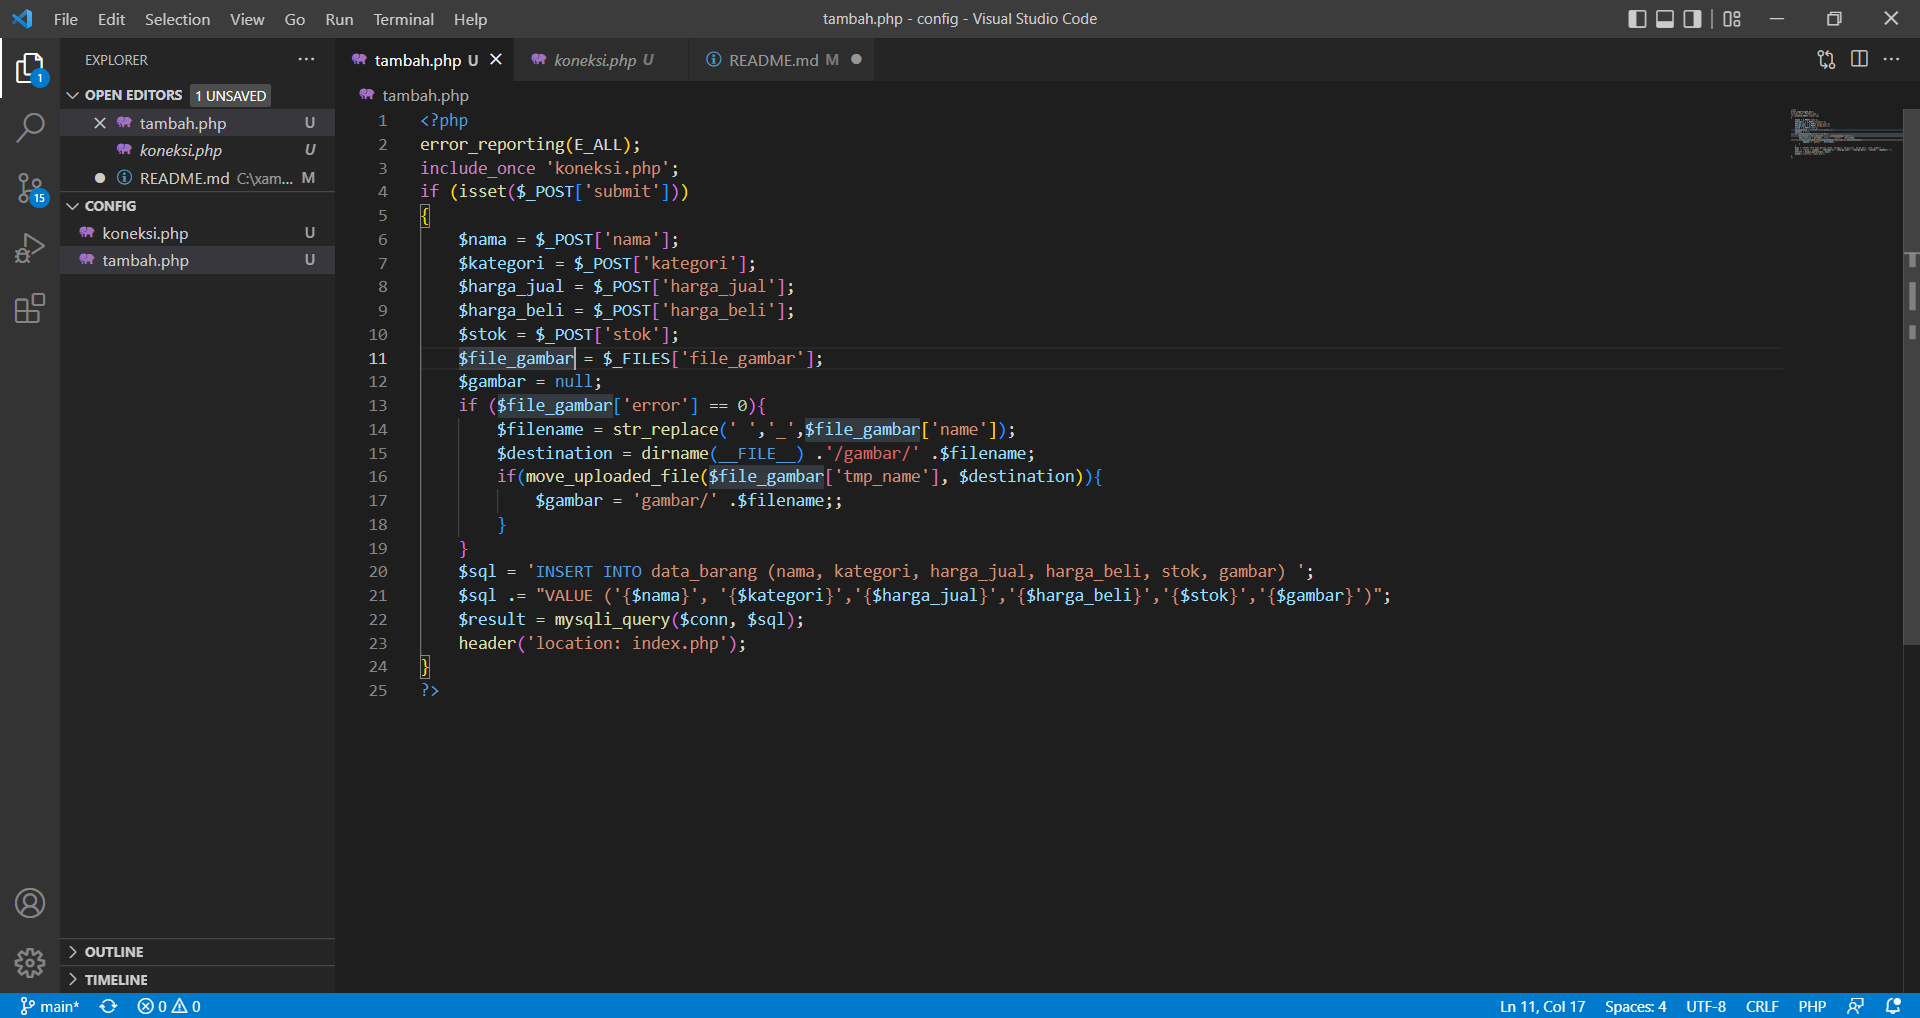 File Edit Selection View Go Run Terminal Help
tambah.php - config - Visual Studio Code
EXPLORER
OPEN EDITORS 1 UNSAVED
tambah.php U
koneksi.php U
README.md C:\xam... M
CONFIG
koneksi.php U
tambah.php U
OUTLINE
TIMELINE
1
15
tambah.php U
koneksi.php U
README.md M
tambah.php
1 <?php
2 error_reporting(E_ALL);
3 include_once 'koneksi.php';
4 if (isset($_POST['submit']))
5 {
6     $nama = $_POST['nama'];
7     $kategori = $_POST['kategori'];
8     $harga_jual = $_POST['harga_jual'];
9     $harga_beli = $_POST['harga_beli'];
10     $stok = $_POST['stok'];
11     $file_gambar = $_FILES['file_gambar'];
12     $gambar = null;
13     if ($file_gambar['error'] == 0){
14         $filename = str_replace(' ','_',$file_gambar['name']);
15         $destination = dirname(__FILE__) .'/gambar/' .$filename;
16         if(move_uploaded_file($file_gambar['tmp_name'], $destination)){
17             $gambar = 'gambar/' .$filename;;
18         }
19     }
20     $sql = 'INSERT INTO data_barang (nama, kategori, harga_jual, harga_beli, stok, gambar) ';
21     $sql .= "VALUE ('{$nama}', '{$kategori}','{$harga_jual}','{$harga_beli}','{$stok}','{$gambar}')";
22     $result = mysqli_query($conn, $sql);
23     header('location: index.php');
24 }
25 ?>
main* 0 0
Ln 11, Col 17 Spaces: 4 UTF-8 CRLF PHP